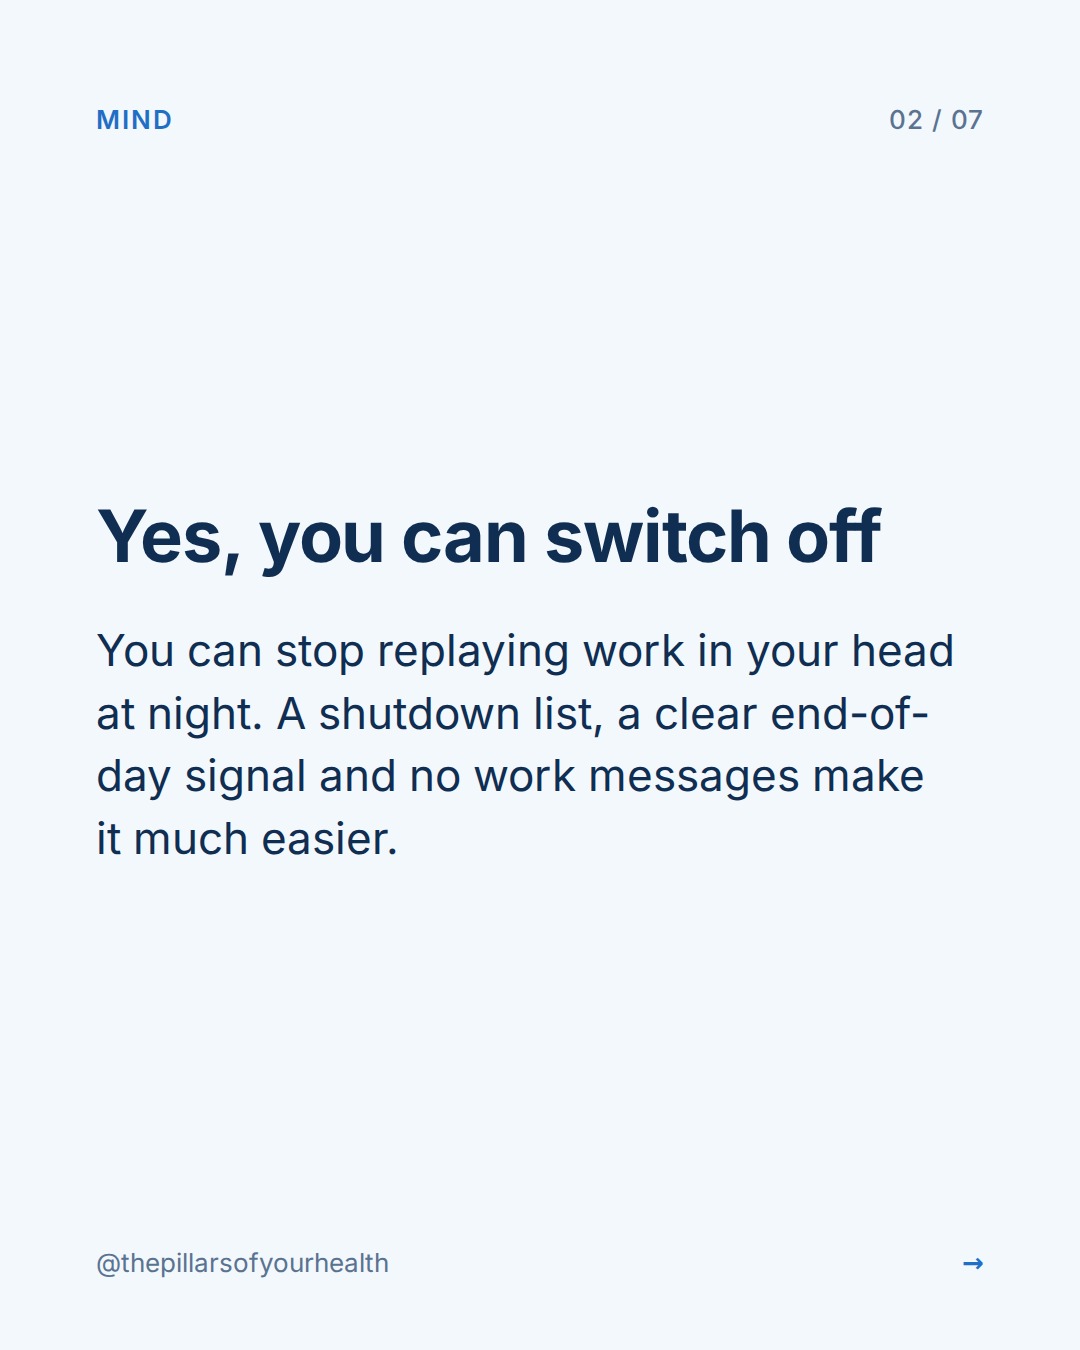 MIND
02 / 07
Yes, you can switch off
You can stop replaying work in your head
at night. A shutdown list, a clear end-of-
day signal and no work messages make
it much easier.
@thepillarsofyourhealth
→